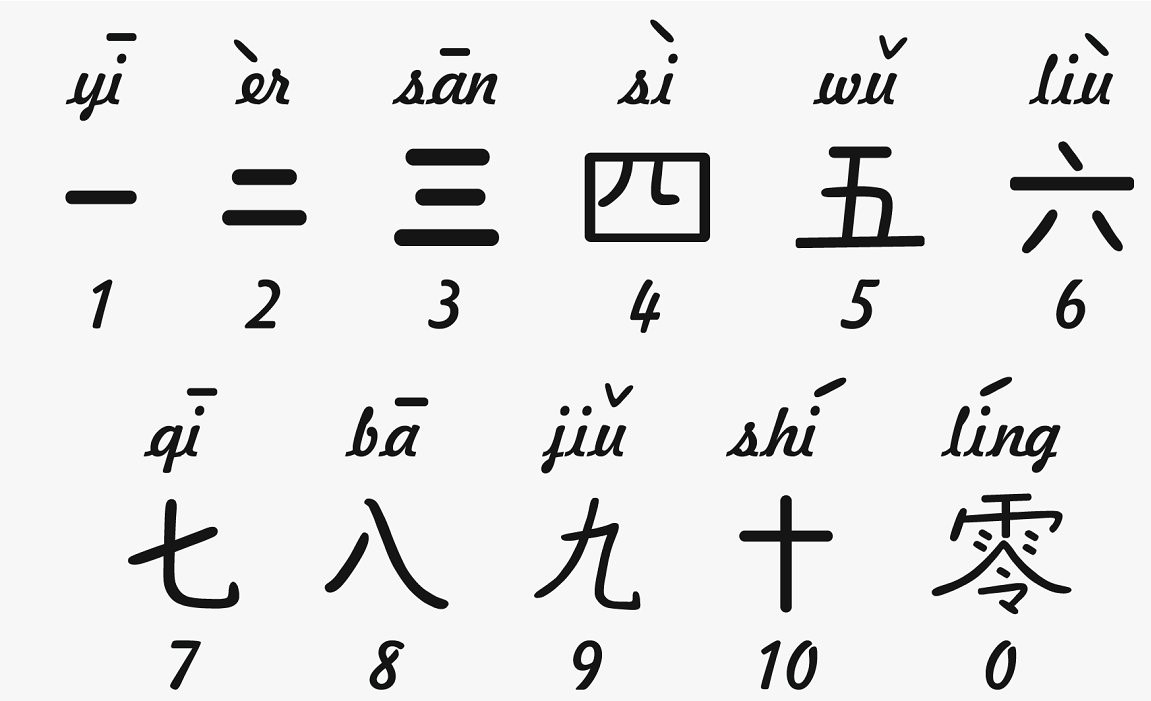 yī èr sān sì wǔ liù
一 二 三 四 五 六
1 2 3 4 5 6
qī bā jiǔ shí líng
七 八 九 十 零
7 8 9 10 0